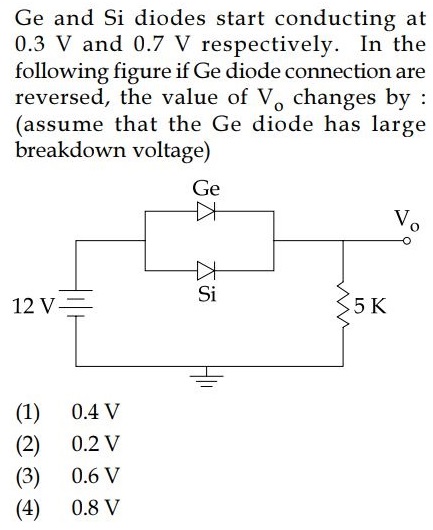 Ge and Si diodes start conducting at
0.3 V and 0.7 V respectively. In the
following figure if Ge diode connection are
reversed, the value of Vₒ changes by :
(assume that the Ge diode has large
breakdown voltage)
Ge
Vₒ
Si
12 V
5 K
(1) 0.4 V
(2) 0.2 V
(3) 0.6 V
(4) 0.8 V